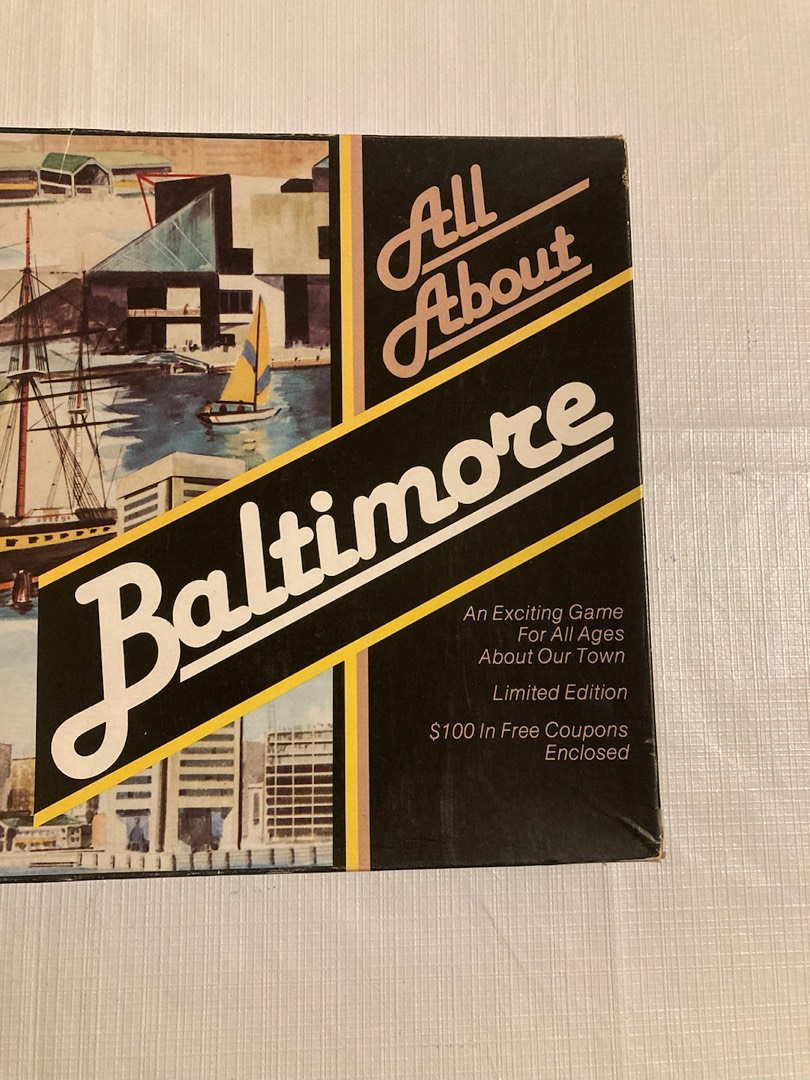 All
About
Baltimore
An Exciting Game
For All Ages
About Our Town
Limited Edition
$100 In Free Coupons
Enclosed